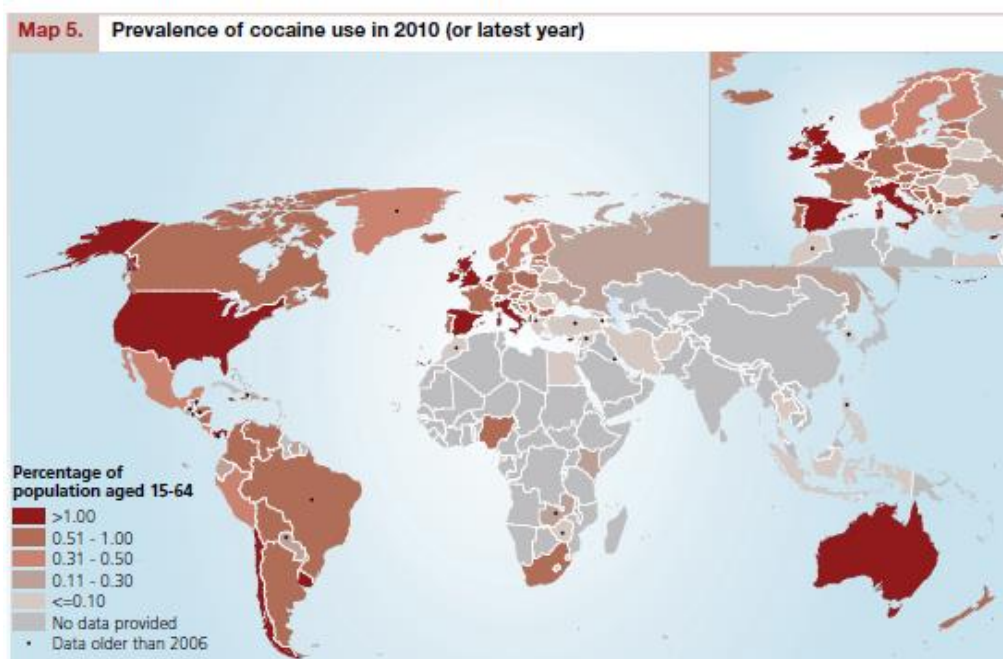 Map 5. Prevalence of cocaine use in 2010 (or latest year)
Percentage of
population aged 15-64
>1.00
0.51 - 1.00
0.31 - 0.50
0.11 - 0.30
<=0.10
No data provided
• Data older than 2006